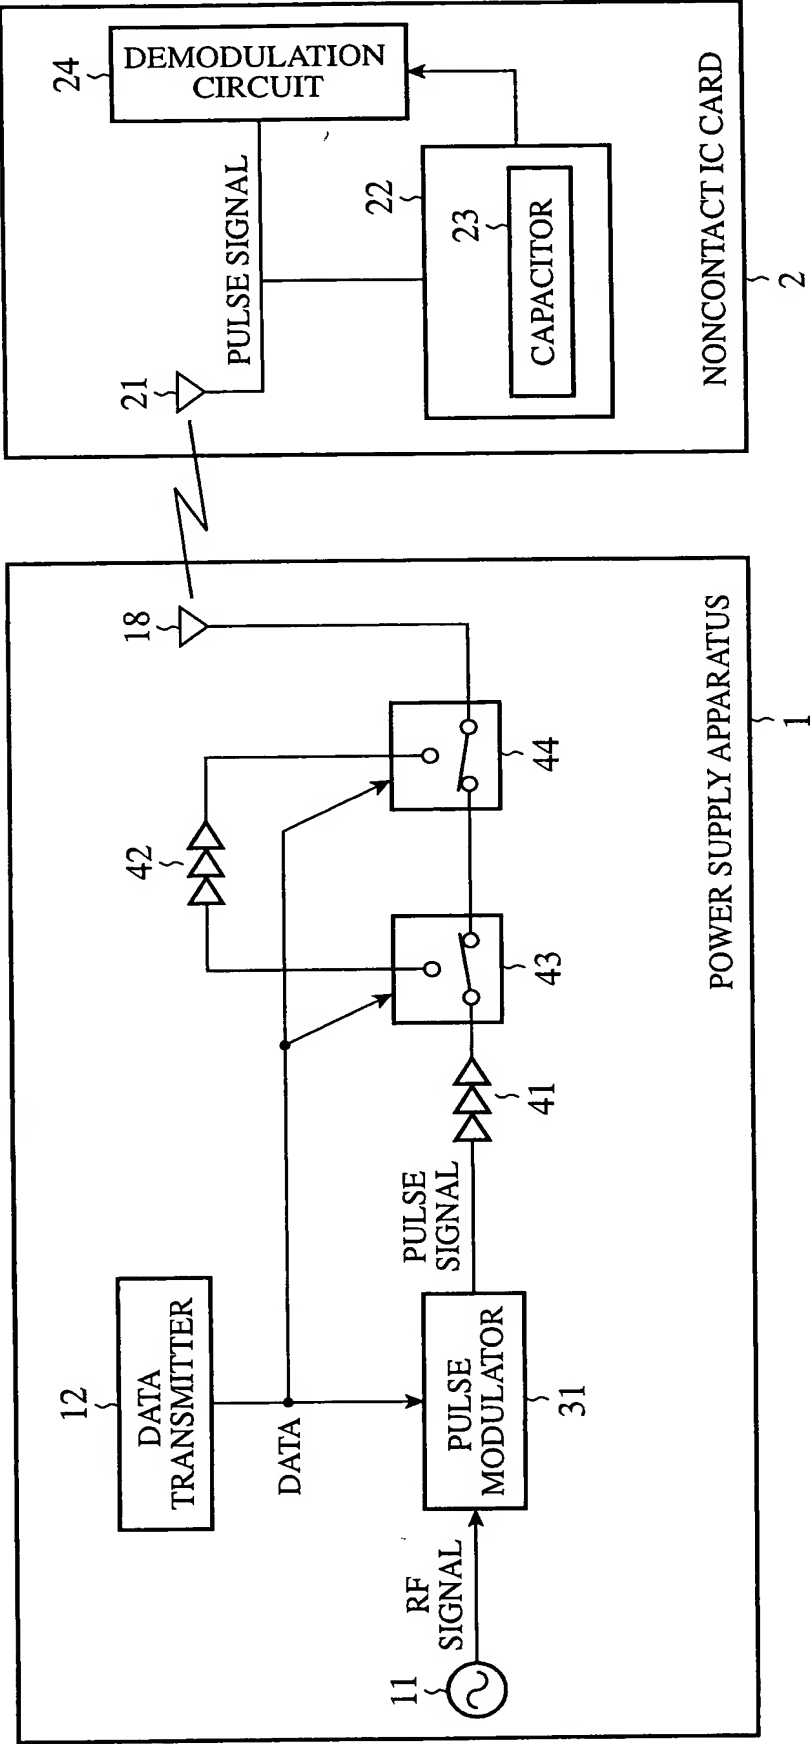 12
DATA
TRANSMITTER
DATA
11
RF
SIGNAL
PULSE
MODULATOR
31
PULSE
SIGNAL
41
42
43
44
18
POWER SUPPLY APPARATUS
1
21
PULSE SIGNAL
24
DEMODULATION
CIRCUIT
22
23
CAPACITOR
NONCONTACT IC CARD
2